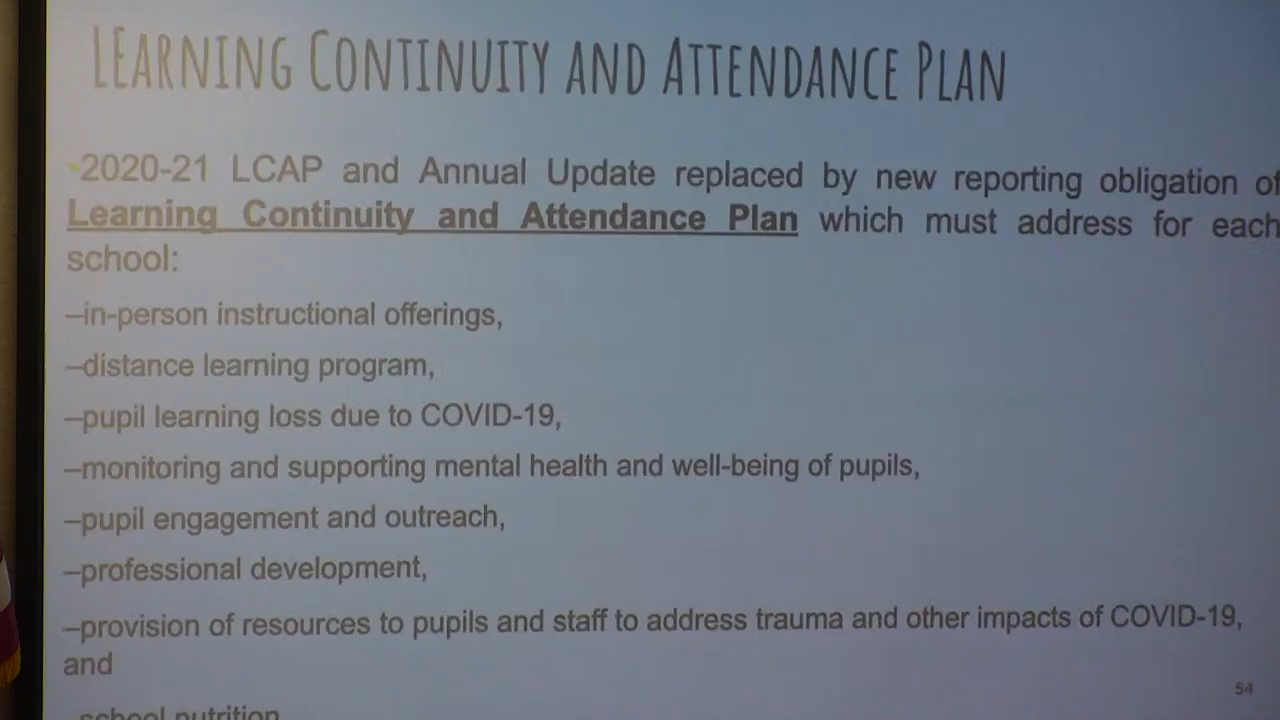 LEARNING CONTINUITY AND ATTENDANCE PLAN
•2020-21 LCAP and Annual Update replaced by new reporting obligation of
Learning Continuity and Attendance Plan which must address for each
school:
–in-person instructional offerings,
–distance learning program,
–pupil learning loss due to COVID-19,
–monitoring and supporting mental health and well-being of pupils,
–pupil engagement and outreach,
–professional development,
–provision of resources to pupils and staff to address trauma and other impacts of COVID-19,
and
–school nutrition
54